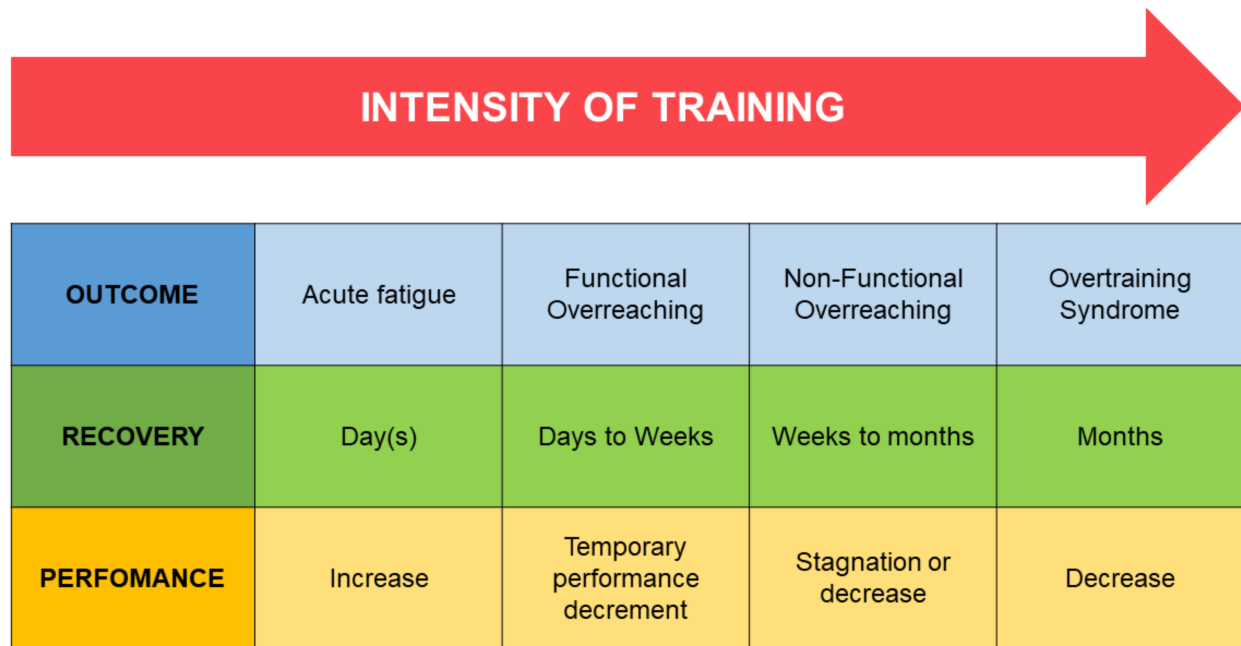 INTENSITY OF TRAINING
OUTCOME
Acute fatigue
Functional
Overreaching
Non-Functional
Overreaching
Overtraining
Syndrome
RECOVERY
Day(s)
Days to Weeks
Weeks to months
Months
PERFOMANCE
Increase
Temporary
performance
decrement
Stagnation or
decrease
Decrease